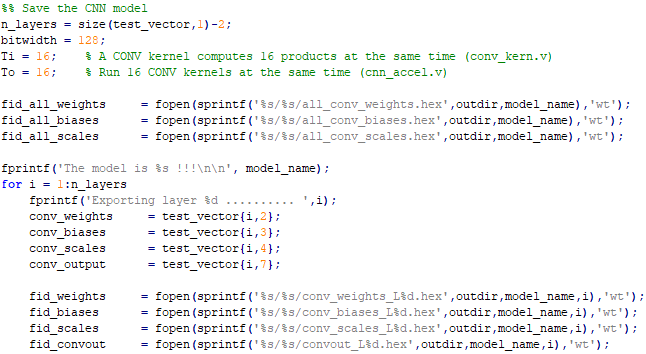 %% Save the CNN model
n_layers = size(test_vector,1)-2;
bitwidth = 128;
Ti = 16;    % A CONV kernel computes 16 products at the same time (conv_kern.v)
To = 16;    % Run 16 CONV kernels at the same time (cnn_accel.v)

fid_all_weights     = fopen(sprintf('%s/%s/all_conv_weights.hex',outdir,model_name),'wt');
fid_all_biases      = fopen(sprintf('%s/%s/all_conv_biases.hex',outdir,model_name),'wt');
fid_all_scales      = fopen(sprintf('%s/%s/all_conv_scales.hex',outdir,model_name),'wt');

fprintf('The model is %s !!!\n\n', model_name);
for i = 1:n_layers
    fprintf('Exporting layer %d .......... ',i);
    conv_weights     = test_vector{i,2};
    conv_biases      = test_vector{i,3};
    conv_scales      = test_vector{i,4};
    conv_output      = test_vector{i,7};

    fid_weights     = fopen(sprintf('%s/%s/conv_weights_L%d.hex',outdir,model_name,i),'wt');
    fid_biases      = fopen(sprintf('%s/%s/conv_biases_L%d.hex',outdir,model_name,i),'wt');
    fid_scales      = fopen(sprintf('%s/%s/conv_scales_L%d.hex',outdir,model_name,i),'wt');
    fid_convout     = fopen(sprintf('%s/%s/convout_L%d.hex',outdir,model_name,i),'wt');